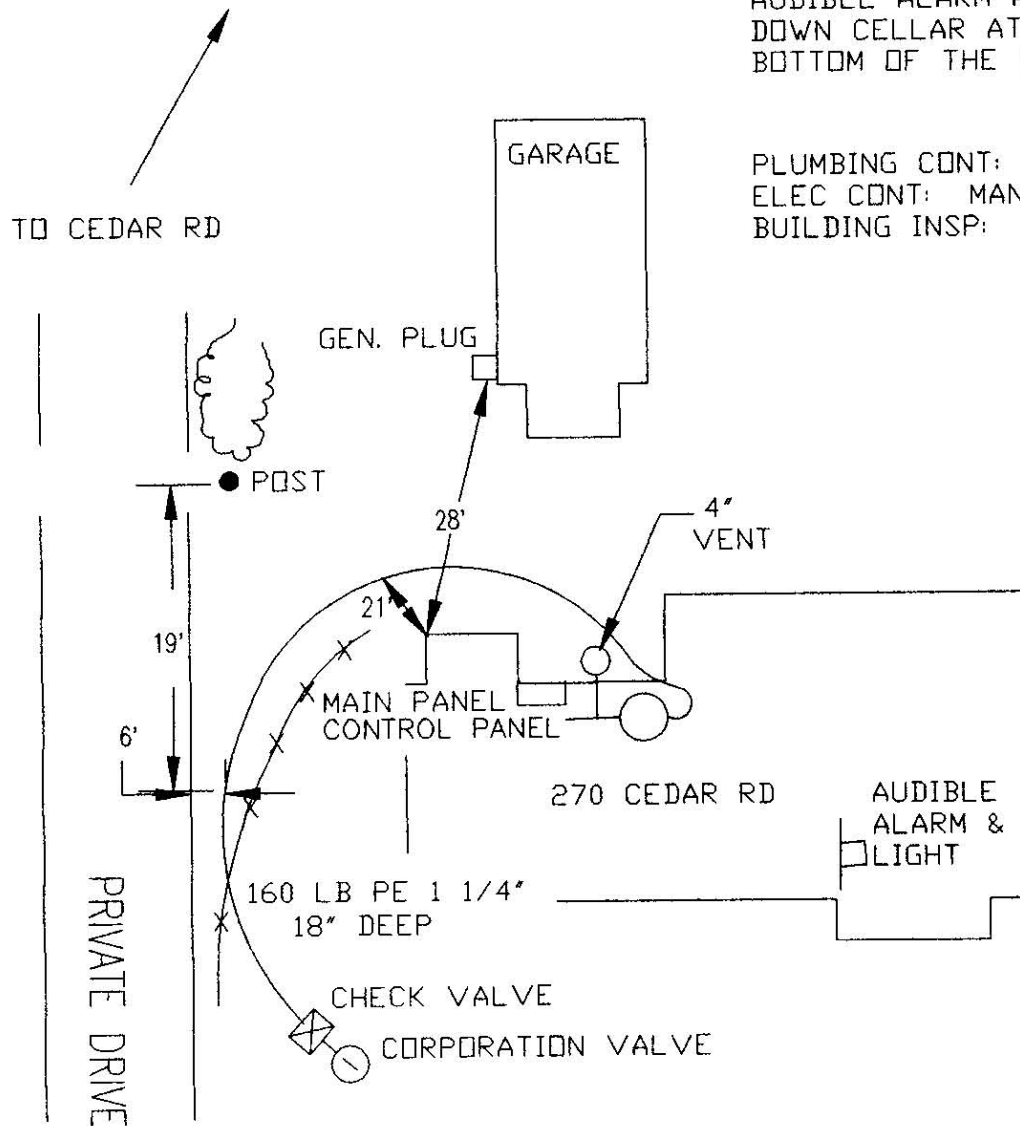 AUDIBLE ALARM
DOWN CELLAR AT
BOTTOM OF THE
GARAGE
PLUMBING CONT:
ELEC CONT: MAN
BUILDING INSP:
TO CEDAR RD
GEN. PLUG
POST
4"
VENT
28'
21'
19'
MAIN PANEL
CONTROL PANEL
6'
270 CEDAR RD
AUDIBLE
ALARM &
LIGHT
160 LB PE 1 1/4"
18" DEEP
PRIVATE DRIVE
CHECK VALVE
CORPORATION VALVE